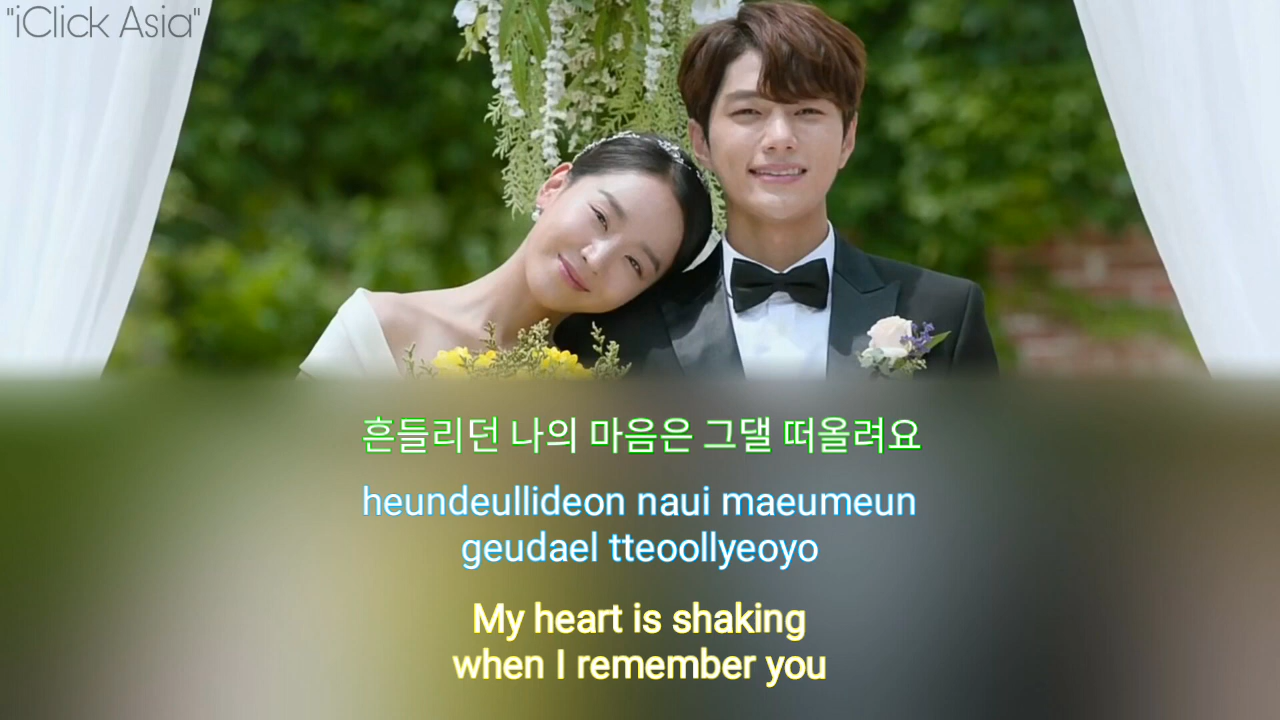 "iClick Asia"
흔들리던 나의 마음은 그댈 떠올려요
heundeullideon naui maeumeun
geudael tteoollyeoyo
My heart is shaking
when I remember you